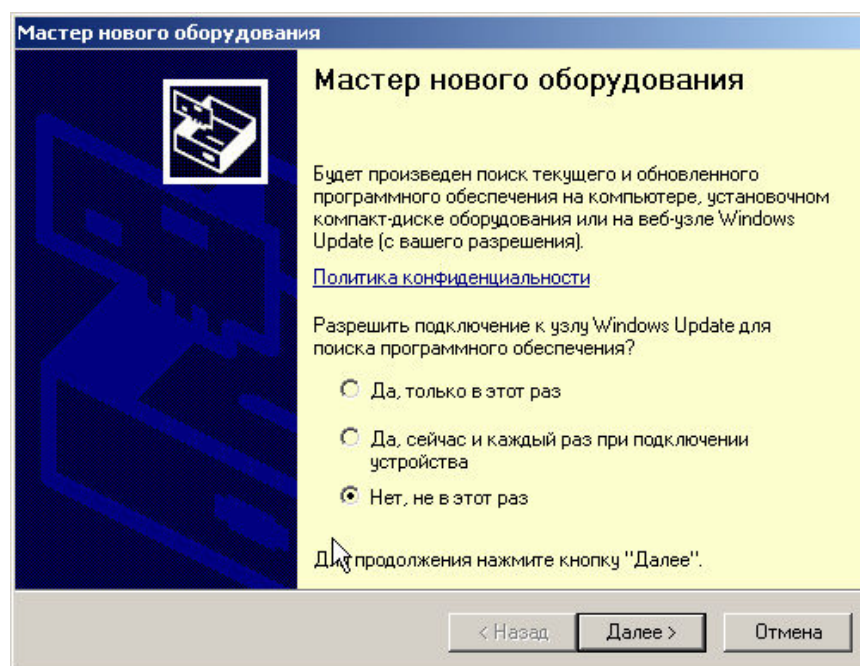 Мастер нового оборудования
Мастер нового оборудования
Будет произведен поиск текущего и обновленного
программного обеспечения на компьютере, установочном
компакт-диске оборудования или на веб-узле Windows
Update (с вашего разрешения).
Политика конфиденциальности
Разрешить подключение к узлу Windows Update для
поиска программного обеспечения?
Да, только в этот раз
Да, сейчас и каждый раз при подключении
устройства
Нет, не в этот раз
Для продолжения нажмите кнопку "Далее".
< Назад
Далее >
Отмена